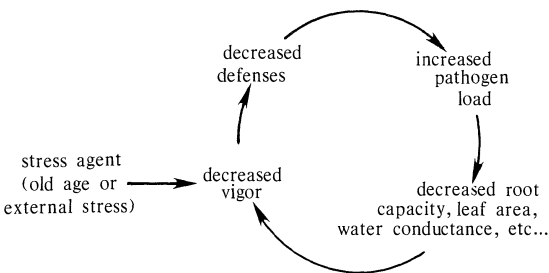 decreased
defenses
increased
pathogen
load
stress agent
(old age or
external stress)
decreased
vigor
decreased root
capacity, leaf area,
water conductance, etc...